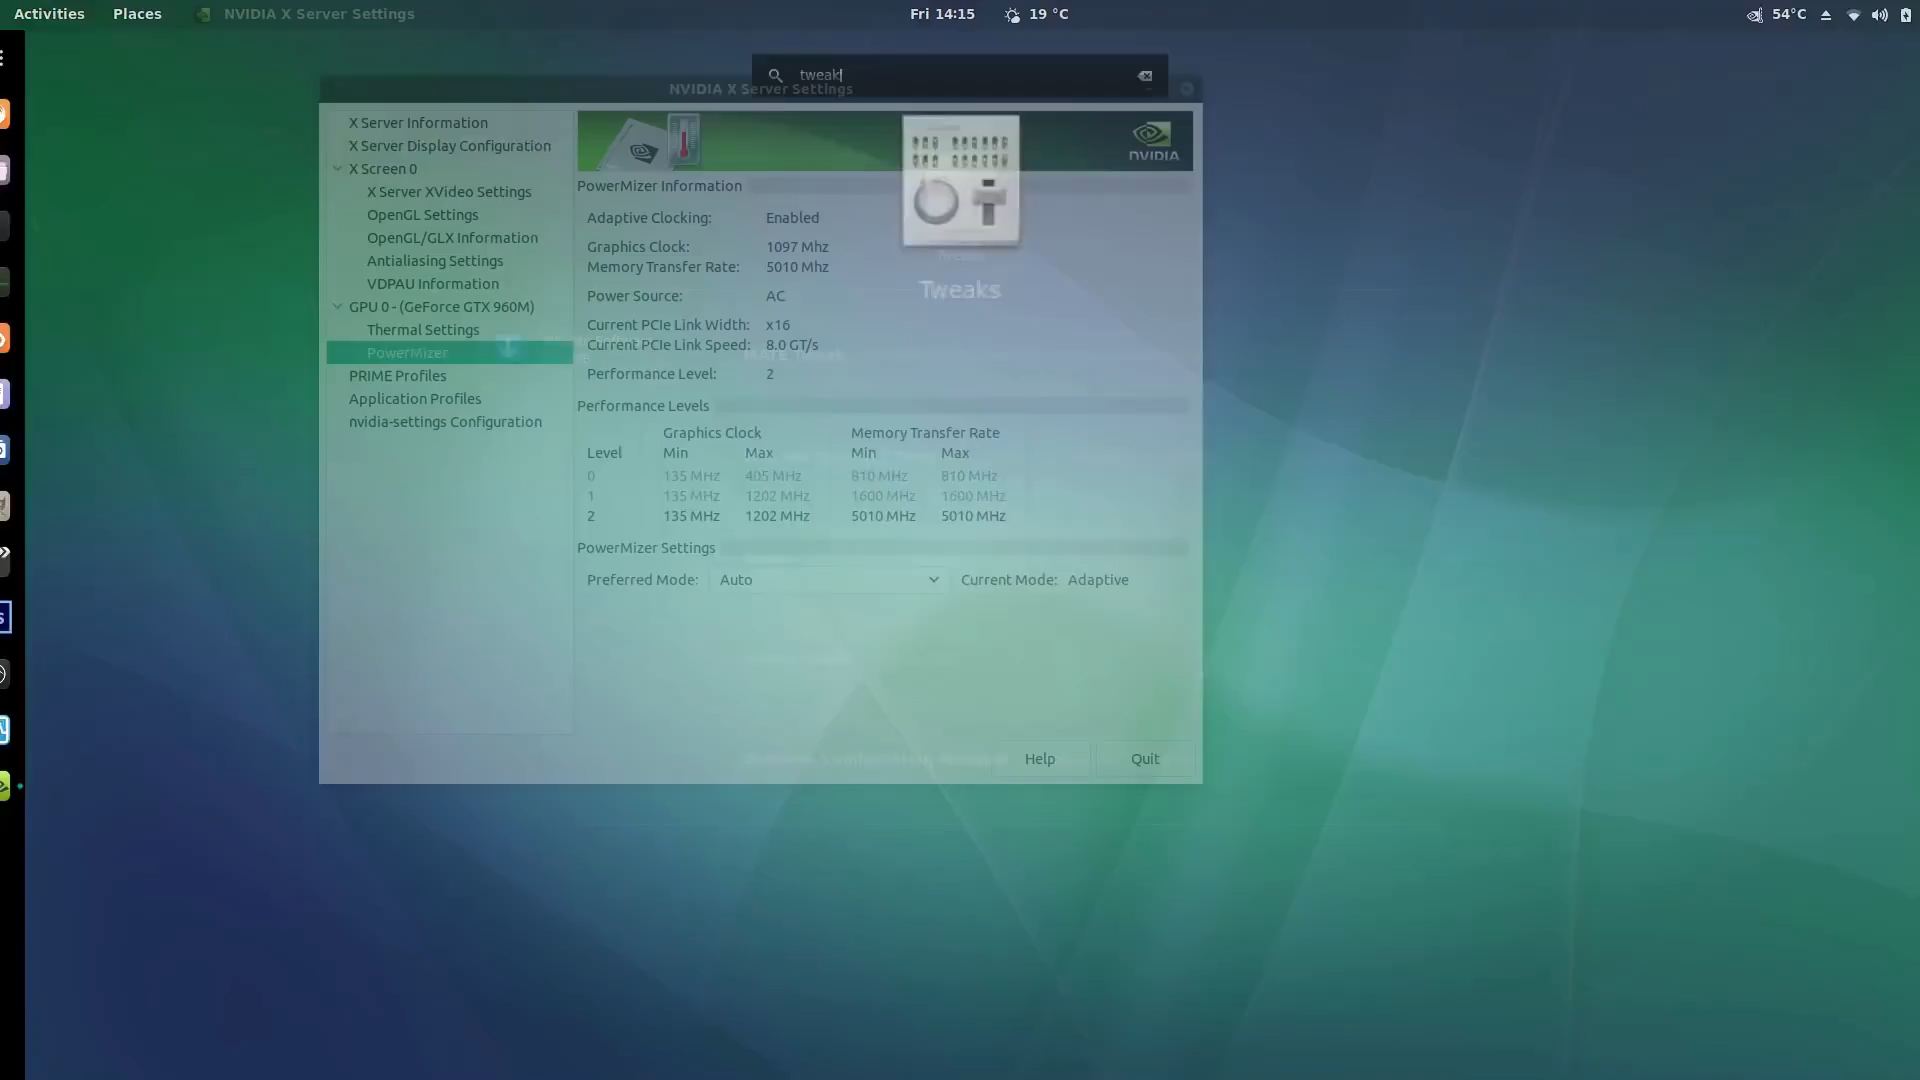 Activities Places NVIDIA X Server Settings Fri 14:15 19 °C 54°C
tweak
NVIDIA X Server Settings
X Server Information
X Server Display Configuration
X Screen 0
X Server XVideo Settings
OpenGL Settings
OpenGL/GLX Information
Antialiasing Settings
VDPAU Information
GPU 0 - (GeForce GTX 960M)
Thermal Settings
PowerMizer
PRIME Profiles
Application Profiles
nvidia-settings Configuration
NVIDIA
PowerMizer Information
Adaptive Clocking: Enabled
Graphics Clock: 1097 Mhz
Memory Transfer Rate: 5010 Mhz
Tweaks
Power Source: AC
Current PCIe Link Width: x16
Current PCIe Link Speed: 8.0 GT/s
MATE Tweak
Performance Level: 2
Performance Levels
Graphics Clock Memory Transfer Rate
Level Min Max Min Max
0 135 MHz 405 MHz 810 MHz 810 MHz
1 135 MHz 1202 MHz 1600 MHz 1600 MHz
2 135 MHz 1202 MHz 5010 MHz 5010 MHz
PowerMizer Settings
Preferred Mode: Auto Current Mode: Adaptive
Help Quit